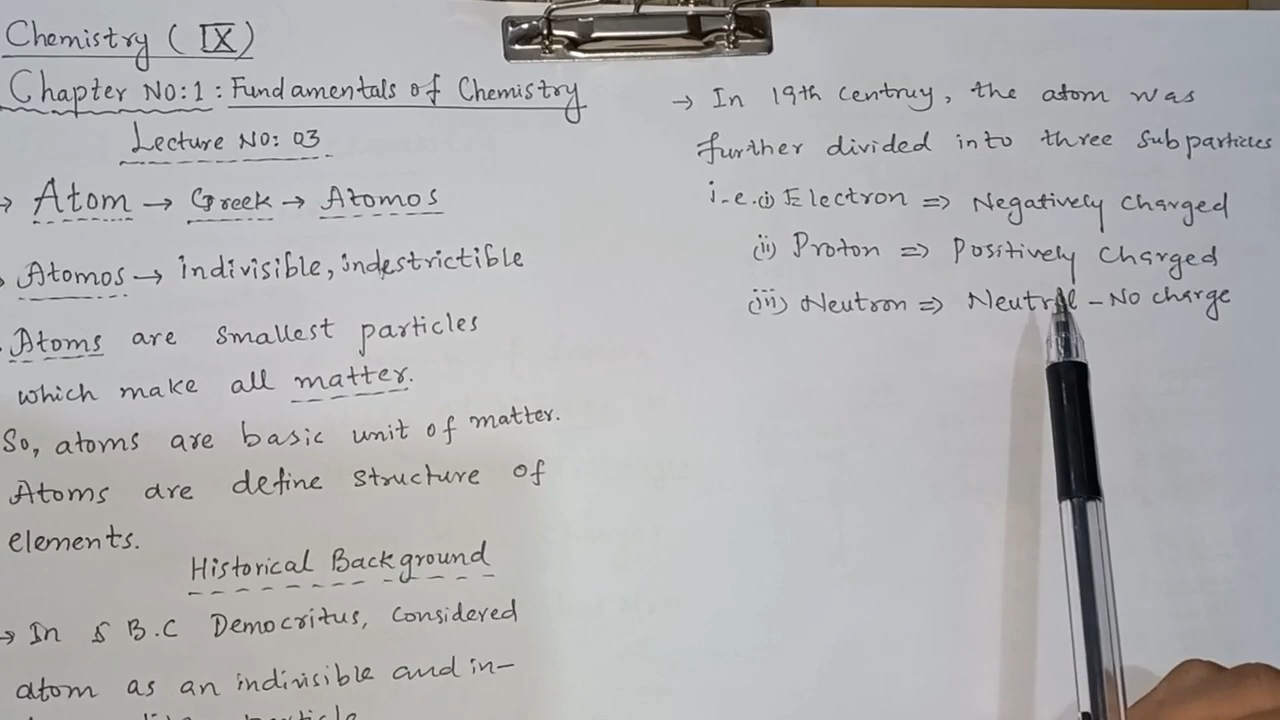 Chemistry (IX)
Chapter No:1 : Fundamentals of Chemistry
Lecture No: 03
→ Atom → Greek → Atomos
Atomos → indivisible, indestrictible
Atoms are smallest particles
which make all matter.
So, atoms are basic unit of matter.
Atoms are define structure of
elements.
Historical Background
→ In 5 B.C Democritus, Considered
atom as an indivisible and in-
particle
→ In 19th Centruy, the atom was
further divided into three subparticles
i.e.(i) Electron ⇒ Negatively Charged
(ii) Proton ⇒ Positively Charged
(iii) Neutron ⇒ Neutral - No charge